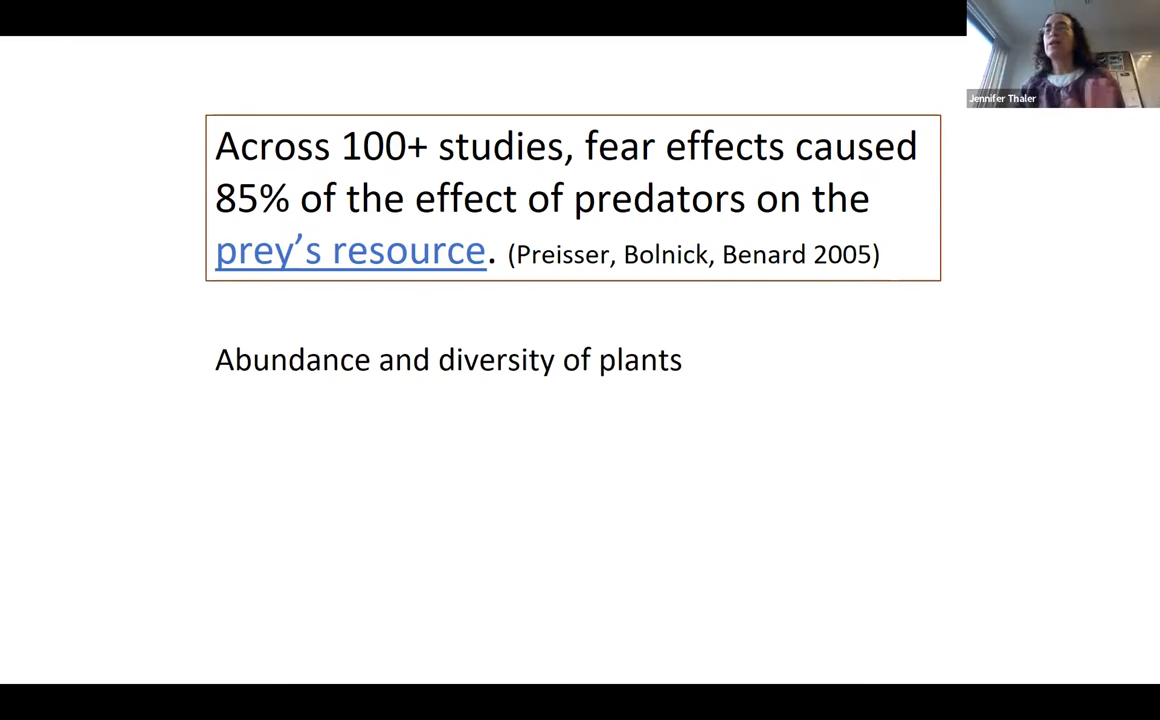 Jennifer Thaler
Across 100+ studies, fear effects caused
85% of the effect of predators on the
prey’s resource. (Preisser, Bolnick, Benard 2005)
Abundance and diversity of plants